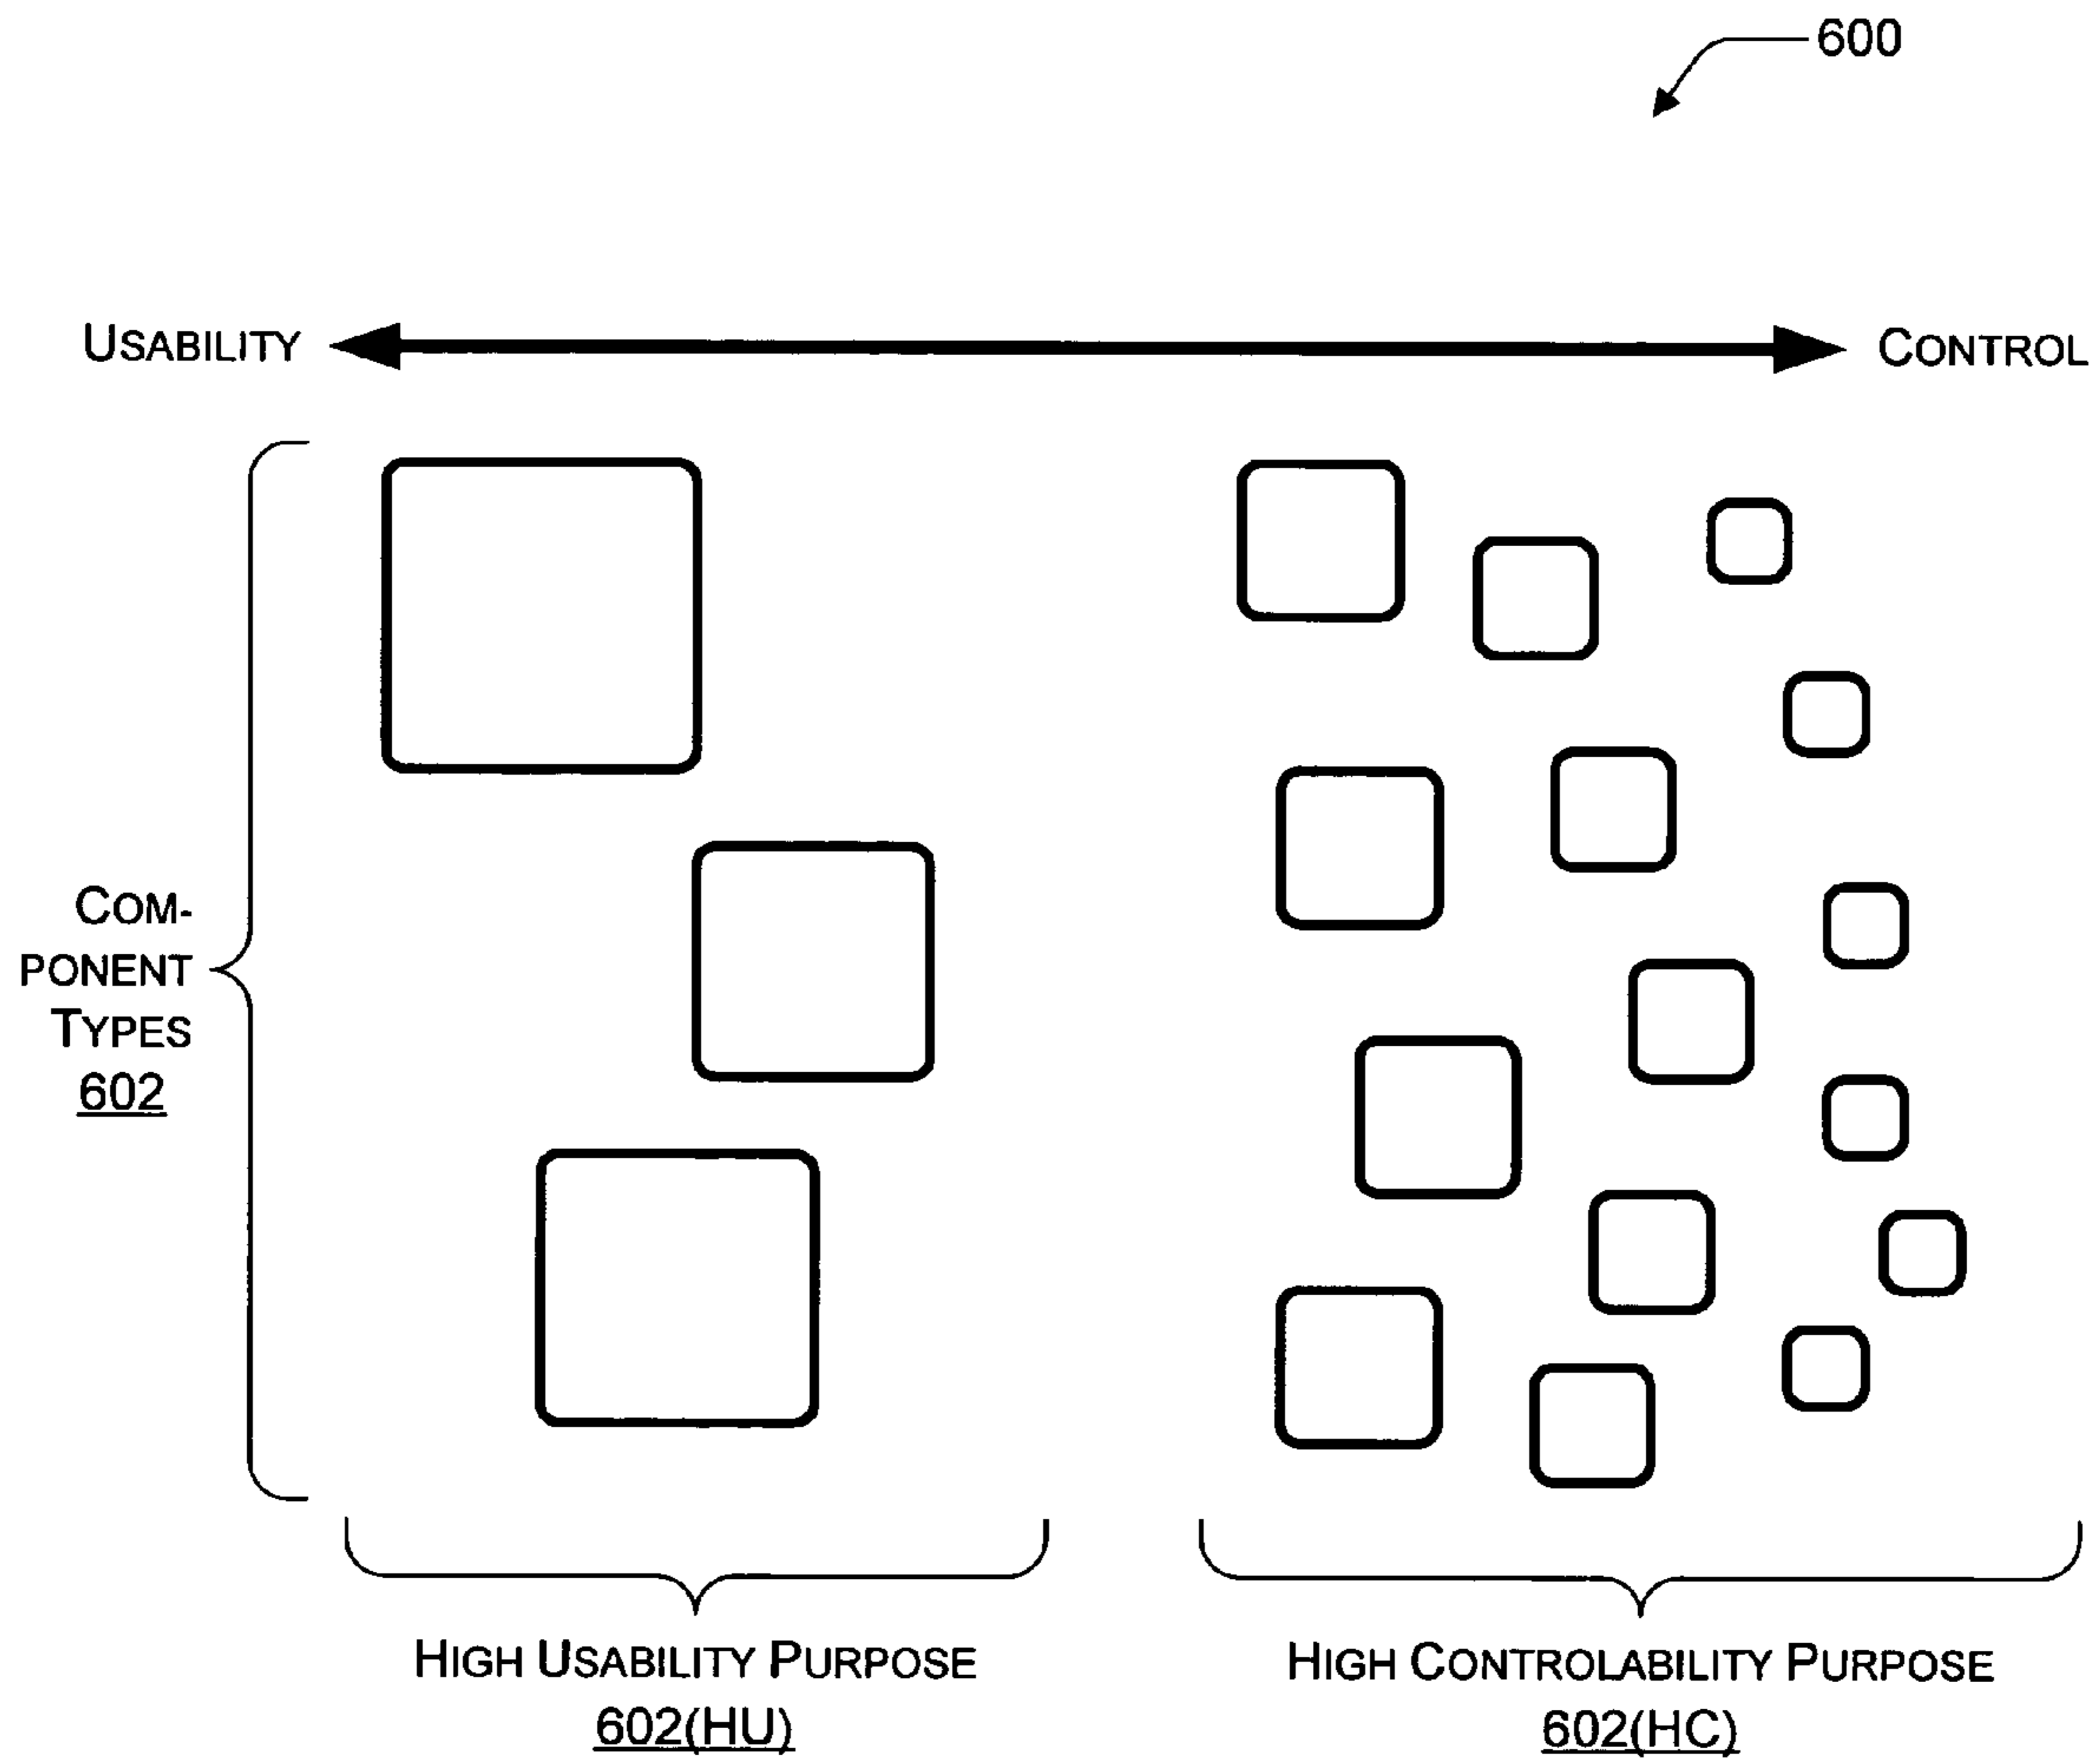 600
USABILITY
CONTROL
COM-
PONENT
TYPES
602
HIGH USABILITY PURPOSE
602(HU)
HIGH CONTROLABILITY PURPOSE
602(HC)